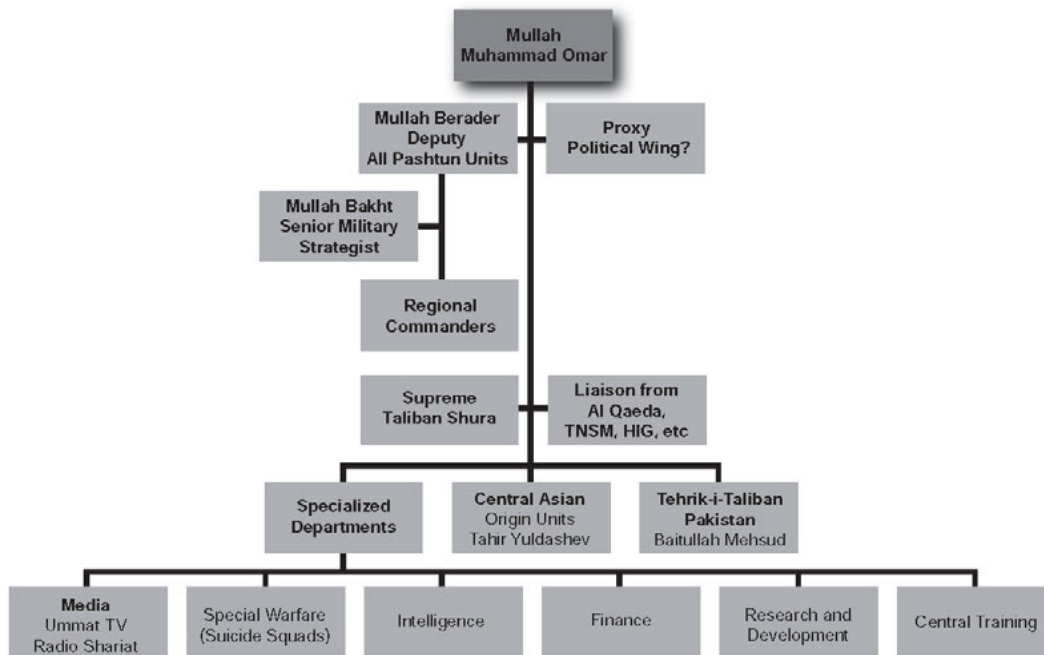 Mullah
Muhammad Omar
Mullah Berader
Deputy
All Pashtun Units
Proxy
Political Wing?
Mullah Bakht
Senior Military
Strategist
Regional
Commanders
Supreme
Taliban Shura
Liaison from
Al Qaeda,
TNSM, HIG, etc
Specialized
Departments
Central Asian
Origin Units
Tahir Yuldashev
Tehrik-i-Taliban
Pakistan
Baitullah Mehsud
Media
Ummat TV
Radio Shariat
Special Warfare
(Suicide Squads)
Intelligence
Finance
Research and
Development
Central Training